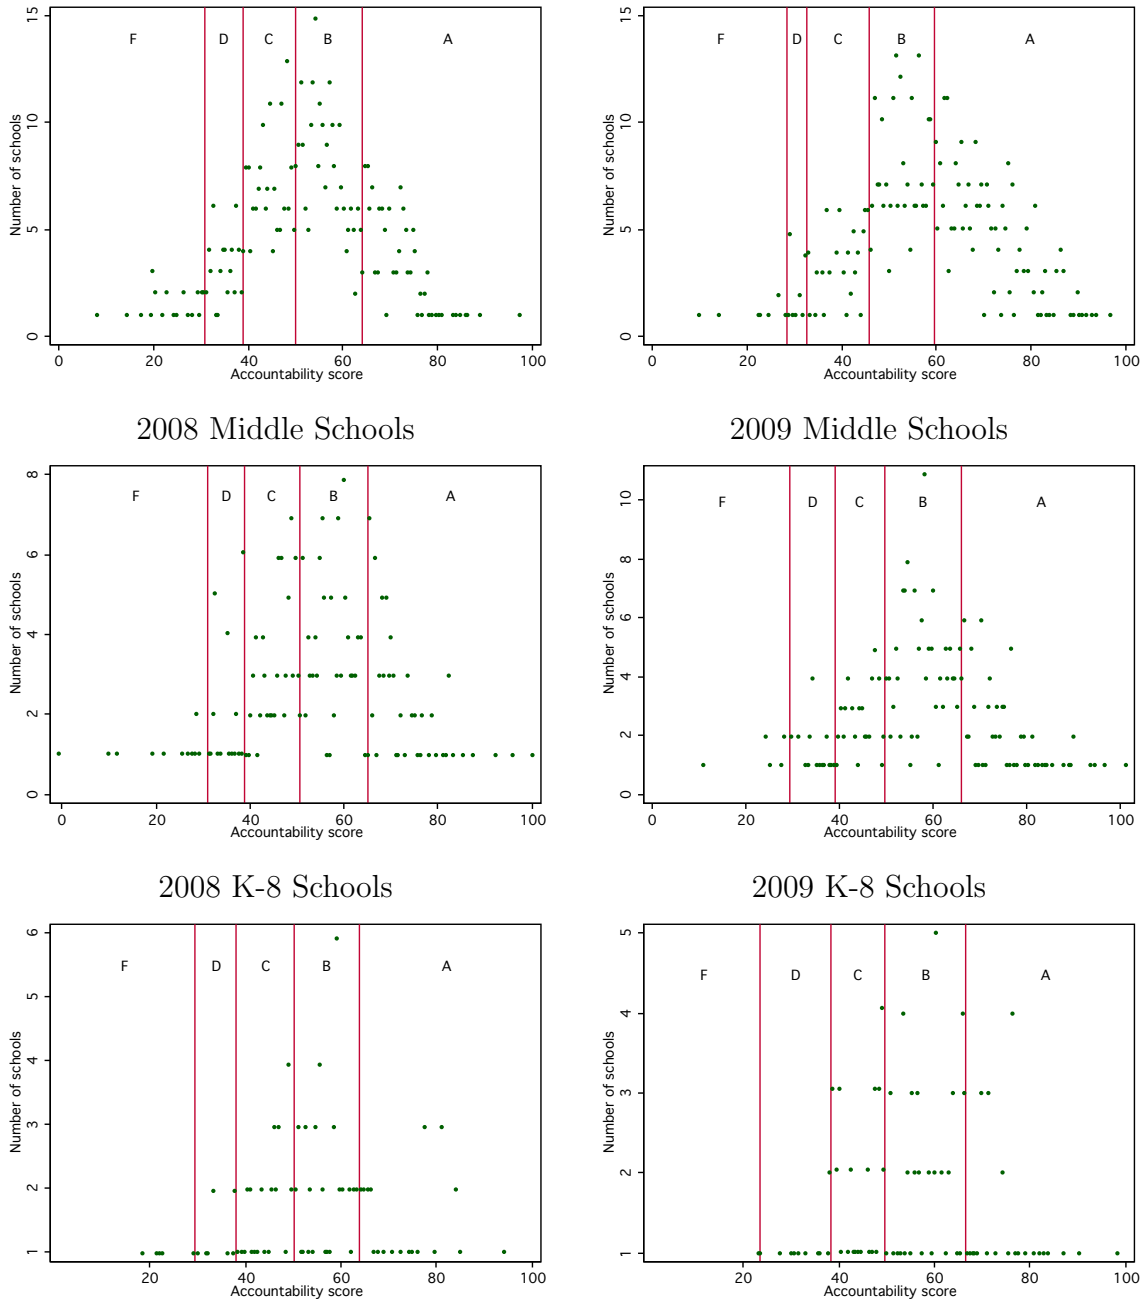 15
10
5
0
Number of schools
F
D
C
B
A
0
20
40
60
80
100
Accountability score
15
10
5
0
Number of schools
F
D
C
B
A
0
20
40
60
80
100
Accountability score
2008 Middle Schools
8
6
4
2
0
Number of schools
F
D
C
B
A
0
20
40
60
80
100
Accountability score
2009 Middle Schools
10
8
6
4
2
0
Number of schools
F
D
C
B
A
0
20
40
60
80
100
Accountability score
2008 K-8 Schools
6
5
4
3
2
1
Number of schools
F
D
C
B
A
20
40
60
80
100
Accountability score
2009 K-8 Schools
5
4
3
2
1
Number of schools
F
D
C
B
A
20
40
60
80
100
Accountability score